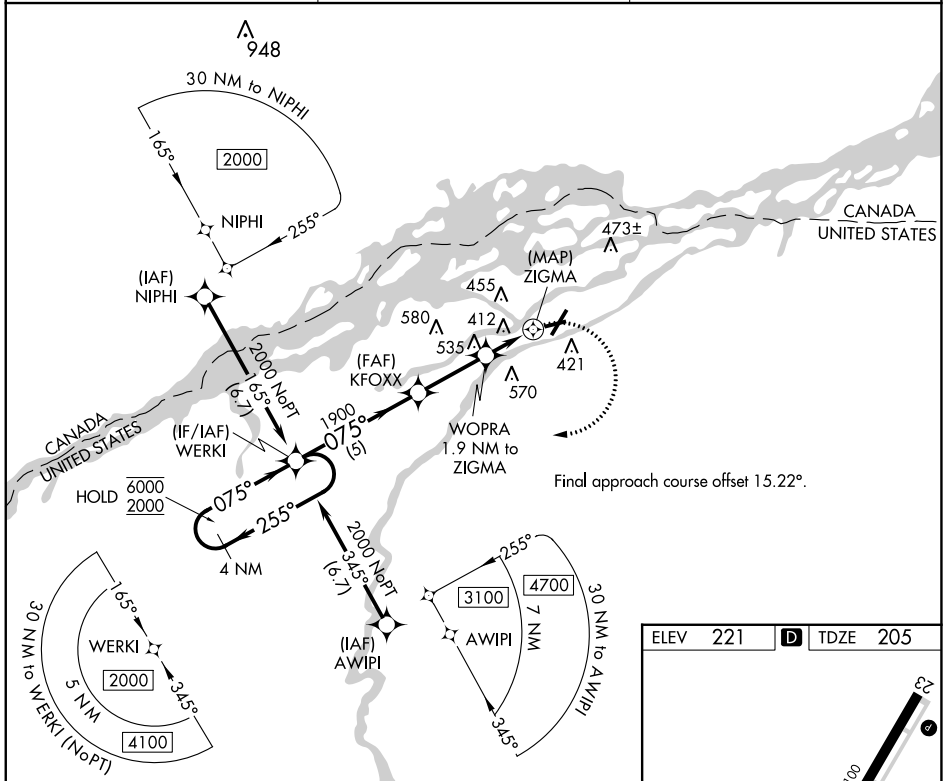 948
30 NM to NIPHI
165°
2000
NIPHI
255°
CANADA
UNITED STATES
473±
(MAP)
ZIGMA
(IAF)
NIPHI
455
580
412
535
421
570
2000 NoPT
165°
(6.7)
(FAF)
KFOXX
1900
075°
(5)
WOPRA
1.9 NM to
ZIGMA
(IF/IAF)
WERKI
CANADA
UNITED STATES
Final approach course offset 15.22°.
HOLD
6000
2000
075°
255°
4 NM
2000 NoPT
345°
(6.7)
(IAF)
AWIPI
165°
WERKI
2000
345°
5 NM
4100
30 NM to WERKI (NoPT)
255°
3100
4700
7 NM
AWIPI
345°
30 NM to AWIPI
ELEV 221 D TDZE 205
23
P